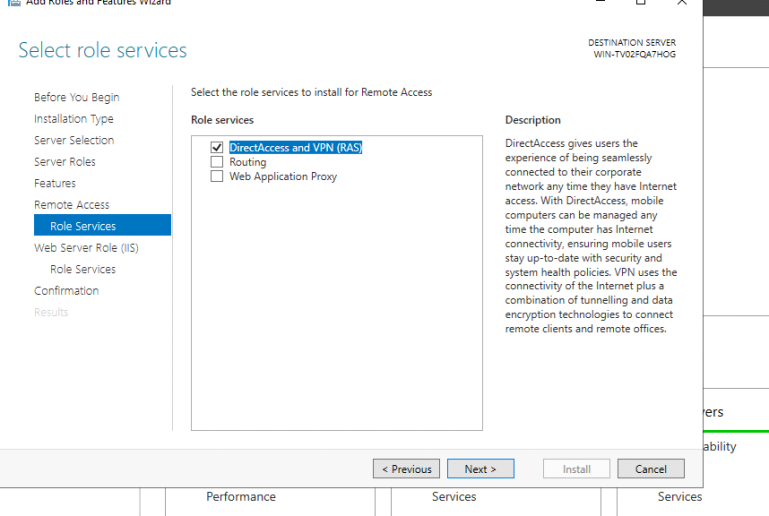 Add Roles and Features Wizard
Select role services
DESTINATION SERVER
WIN-TV02FQA7HOG
Before You Begin
Installation Type
Server Selection
Server Roles
Features
Remote Access
Role Services
Web Server Role (IIS)
Role Services
Confirmation
Results
Select the role services to install for Remote Access
Role services
DirectAccess and VPN (RAS)
Routing
Web Application Proxy
Description
DirectAccess gives users the
experience of being seamlessly
connected to their corporate
network any time they have Internet
access. With DirectAccess, mobile
computers can be managed any
time the computer has Internet
connectivity, ensuring mobile users
stay up-to-date with security and
system health policies. VPN uses the
connectivity of the Internet plus a
combination of tunnelling and data
encryption technologies to connect
remote clients and remote offices.
< Previous
Next >
Install
Cancel
vers
ability
Performance
Services
Services